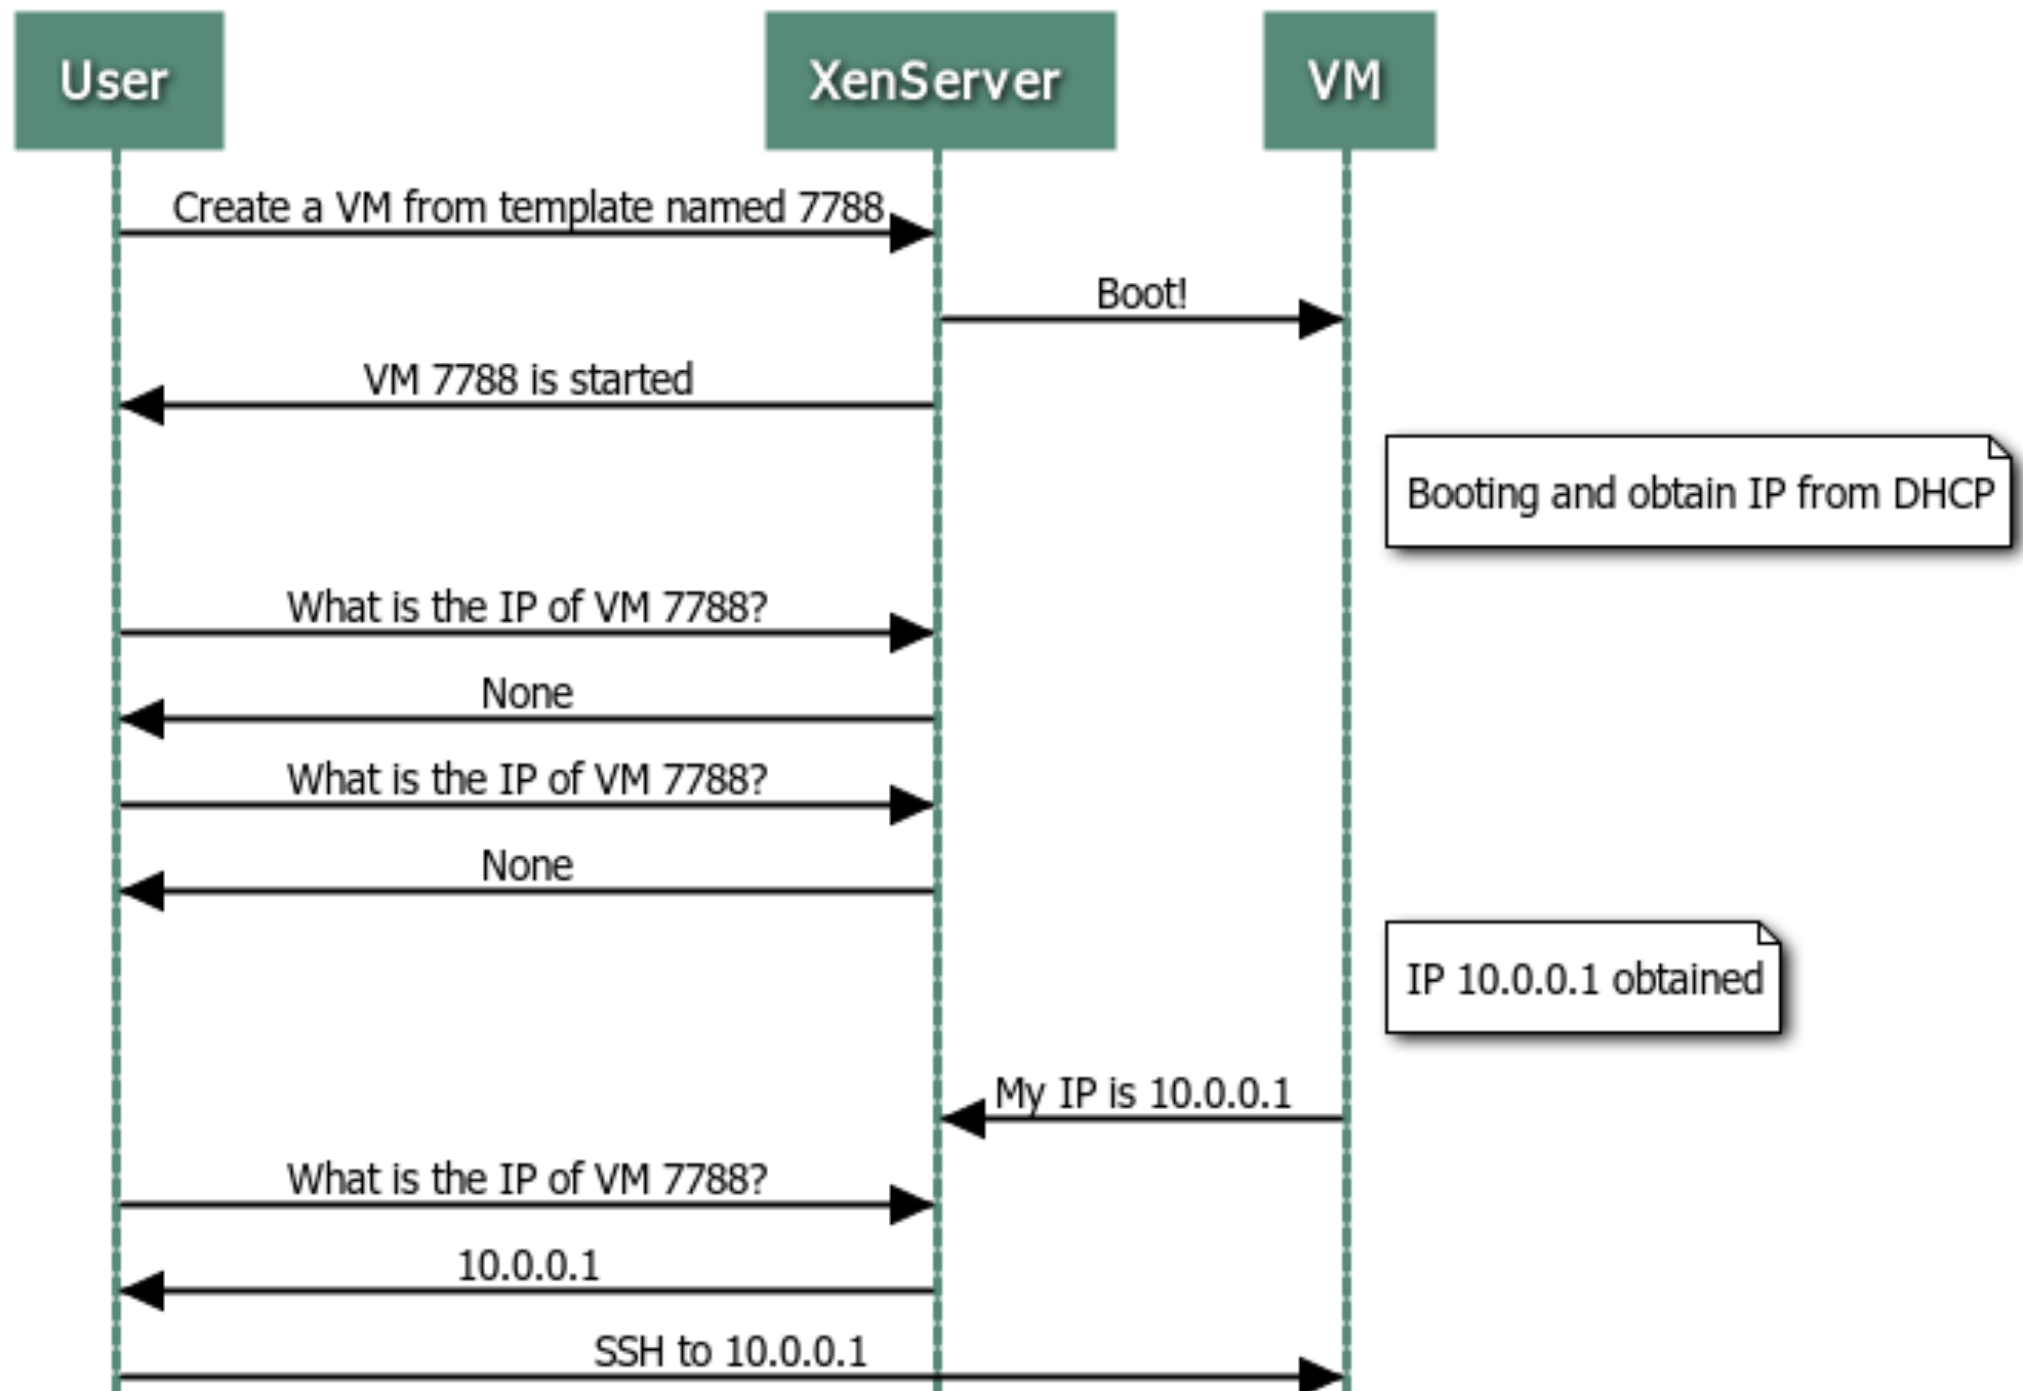 User
XenServer
VM
Create a VM from template named 7788
Boot!
VM 7788 is started
Booting and obtain IP from DHCP
What is the IP of VM 7788?
None
What is the IP of VM 7788?
None
IP 10.0.0.1 obtained
My IP is 10.0.0.1
What is the IP of VM 7788?
10.0.0.1
SSH to 10.0.0.1